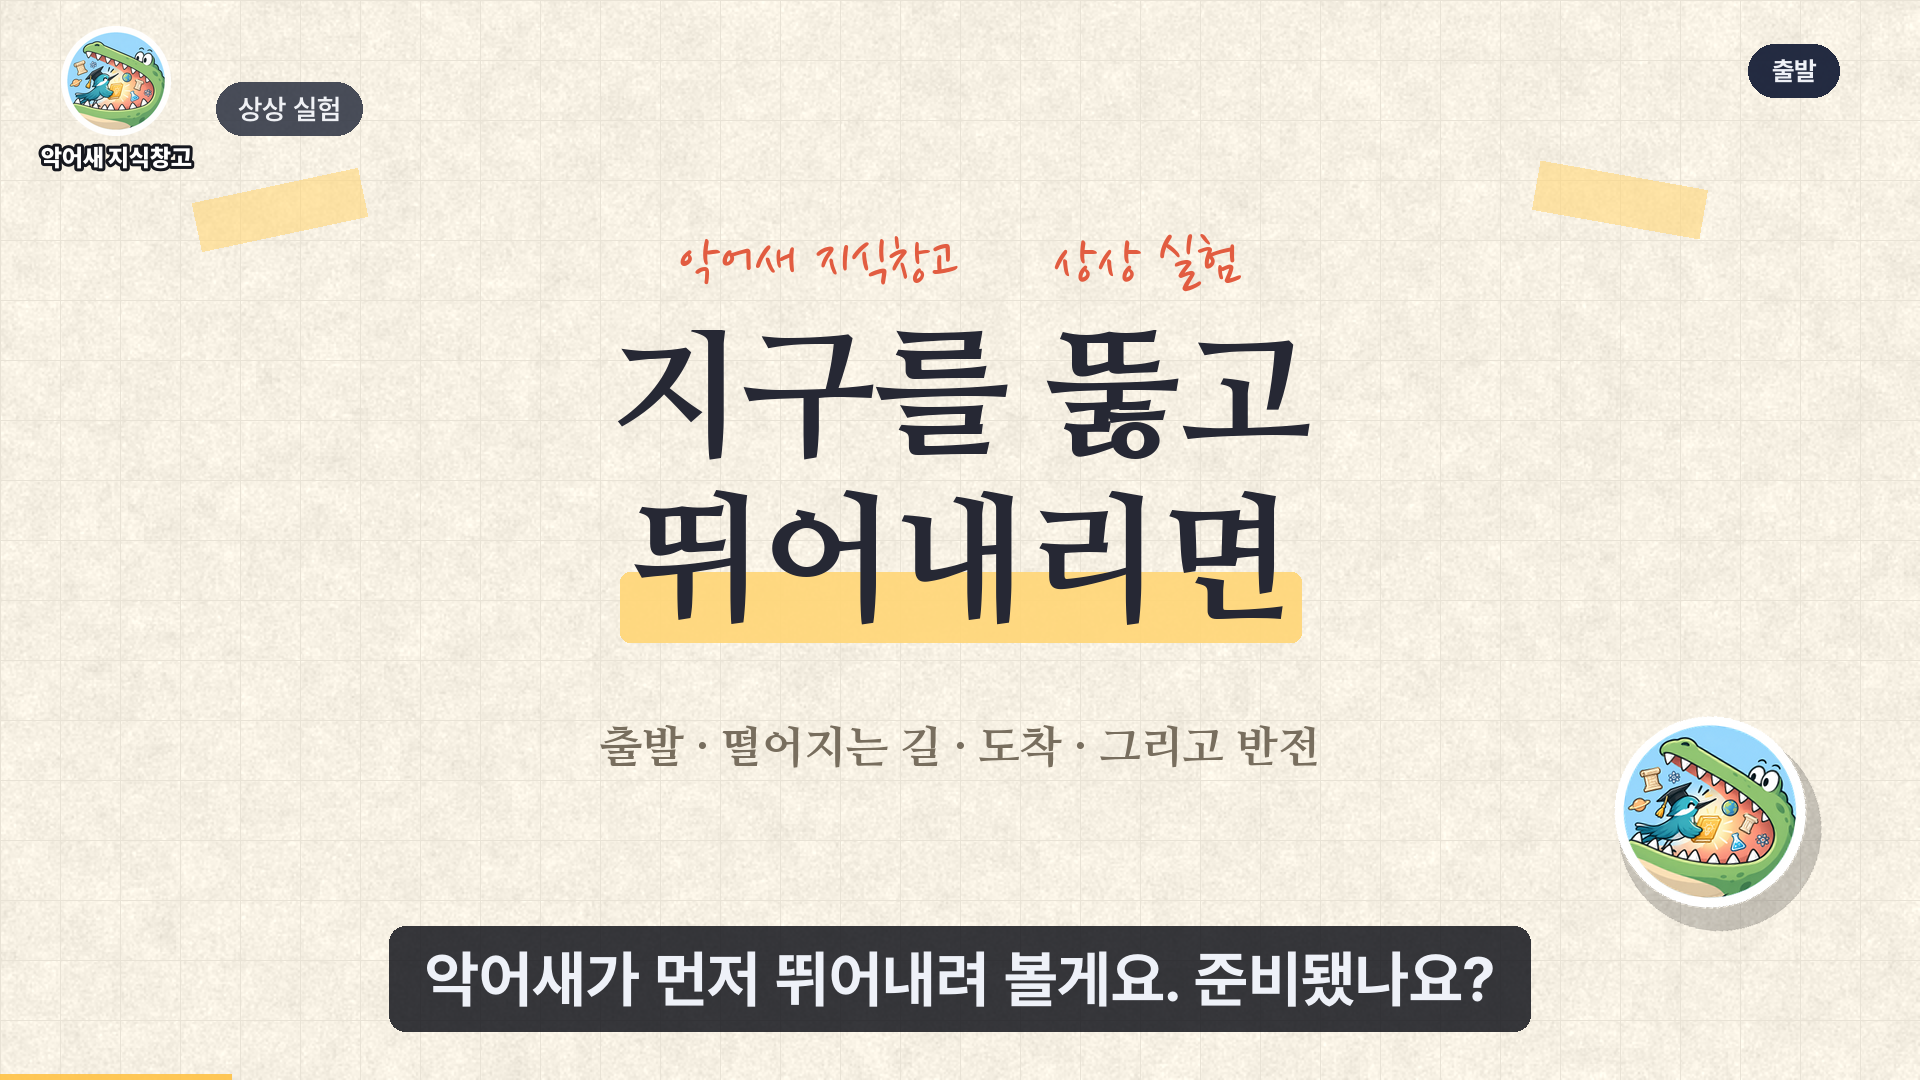 악어새 지식창고
상상 실험
출발
악어새 지식창고 상상 실험
지구를 뚫고
뛰어내리면
출발 · 떨어지는 길 · 도착 · 그리고 반전
악어새가 먼저 뛰어내려 볼게요. 준비됐나요?